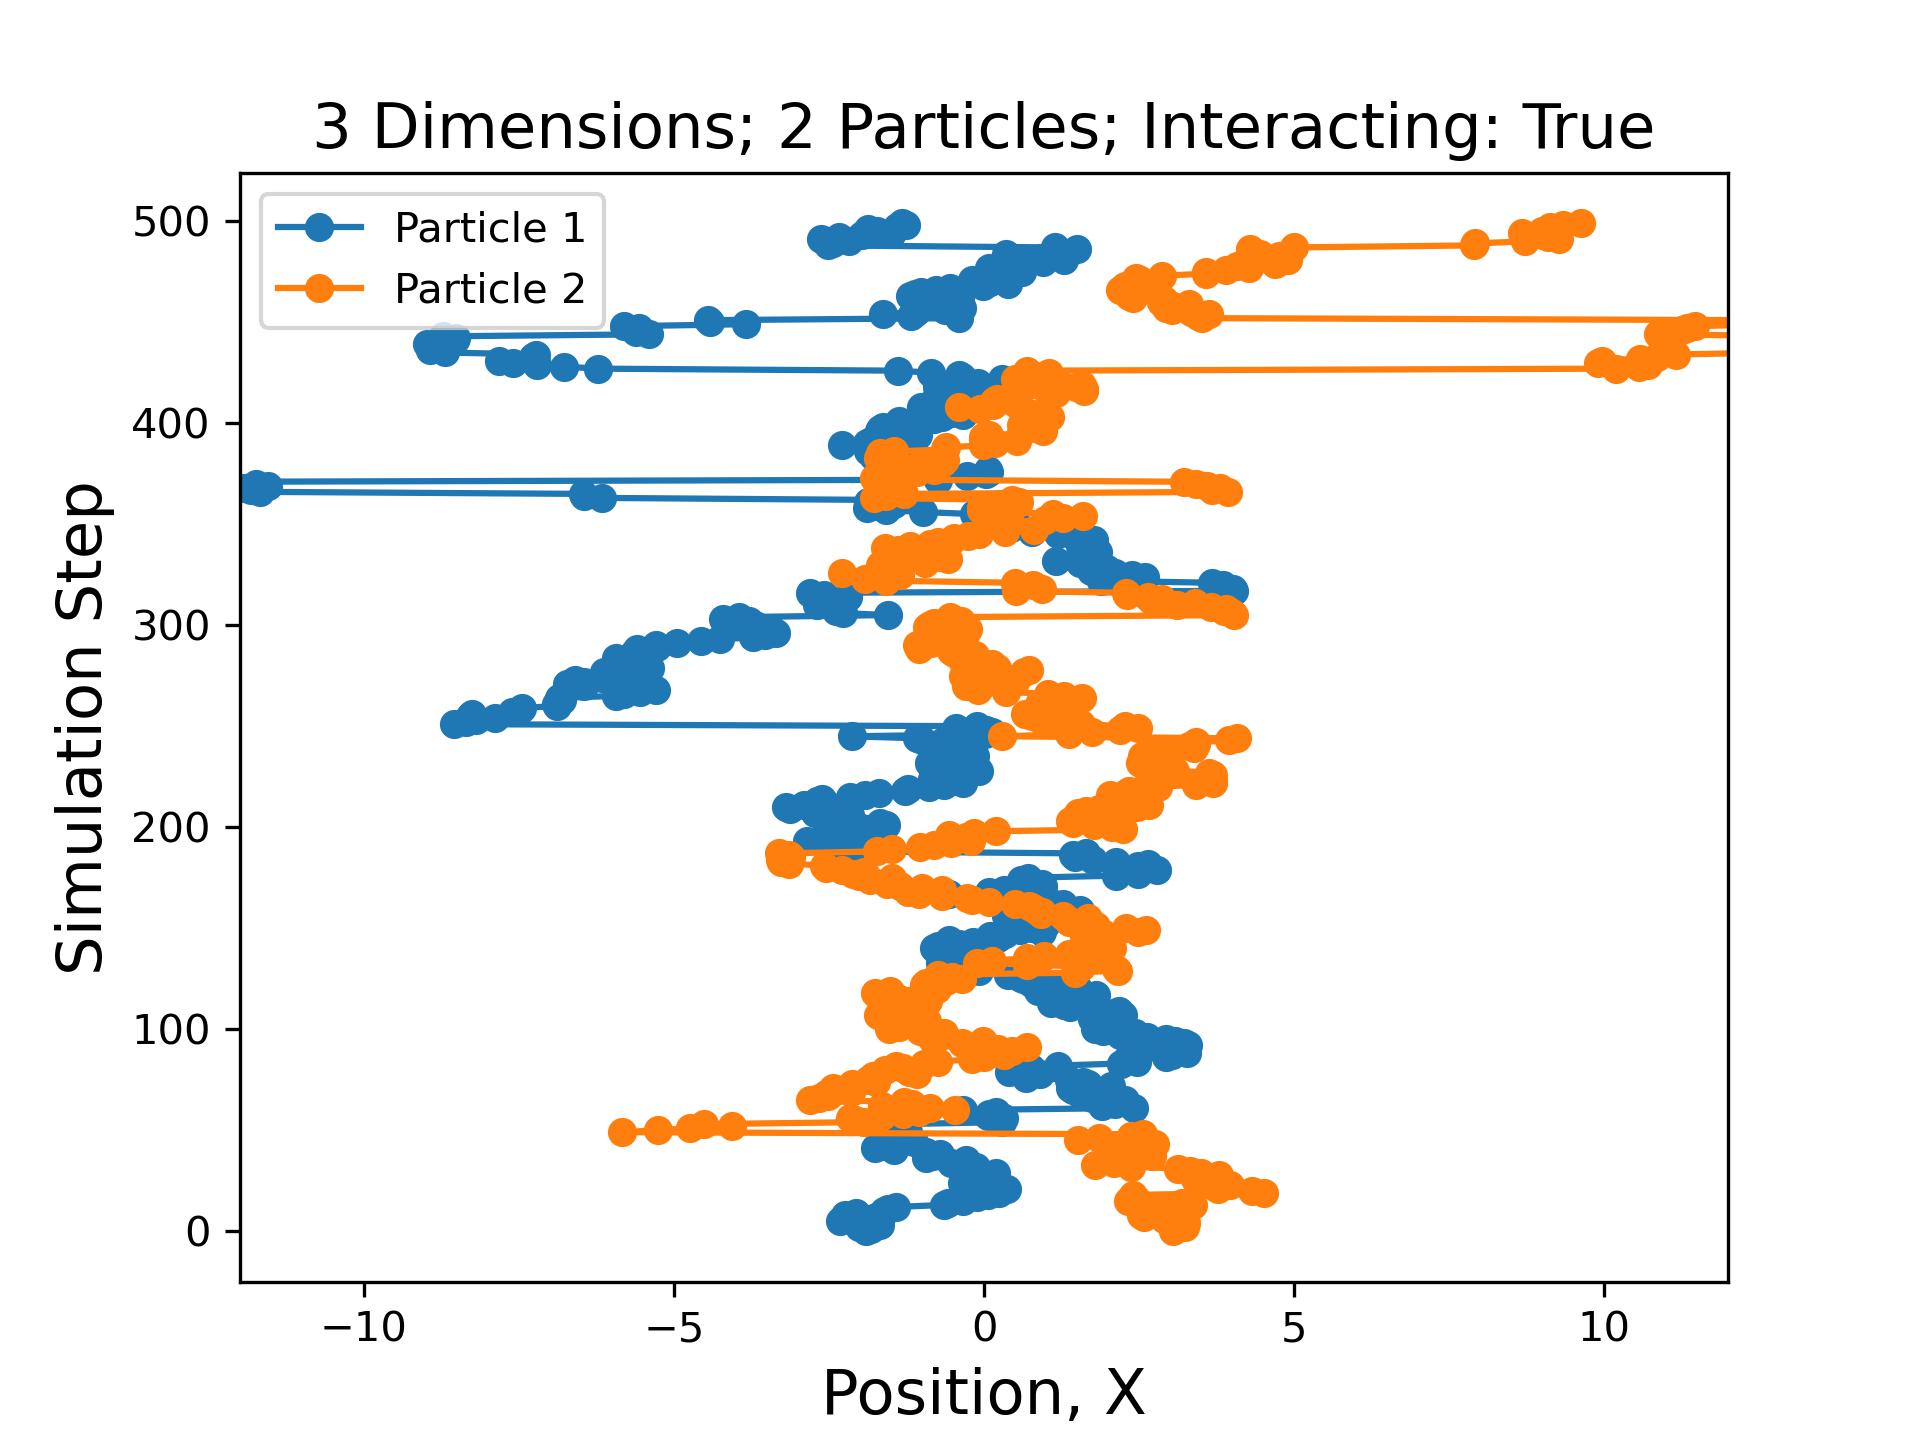 3 Dimensions; 2 Particles; Interacting: True
Particle 1
Particle 2
500
400
300
200
100
0
Simulation Step
−10
−5
0
5
10
Position, X